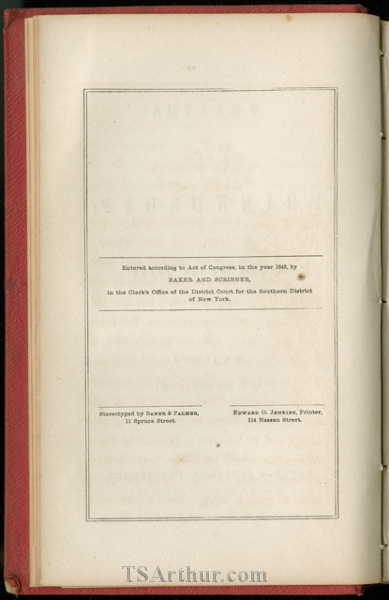 Entered according to Act of Congress, in the year 1848, by
BAKER AND SCRIBNER,
in the Clerk's Office of the District Court for the Southern District
of New York.
Stereotyped by BANER & PALMER,
11 Spruce Street.
EDWARD O. JENKINS, Printer,
114 Nassau Street.
TSArthur.com